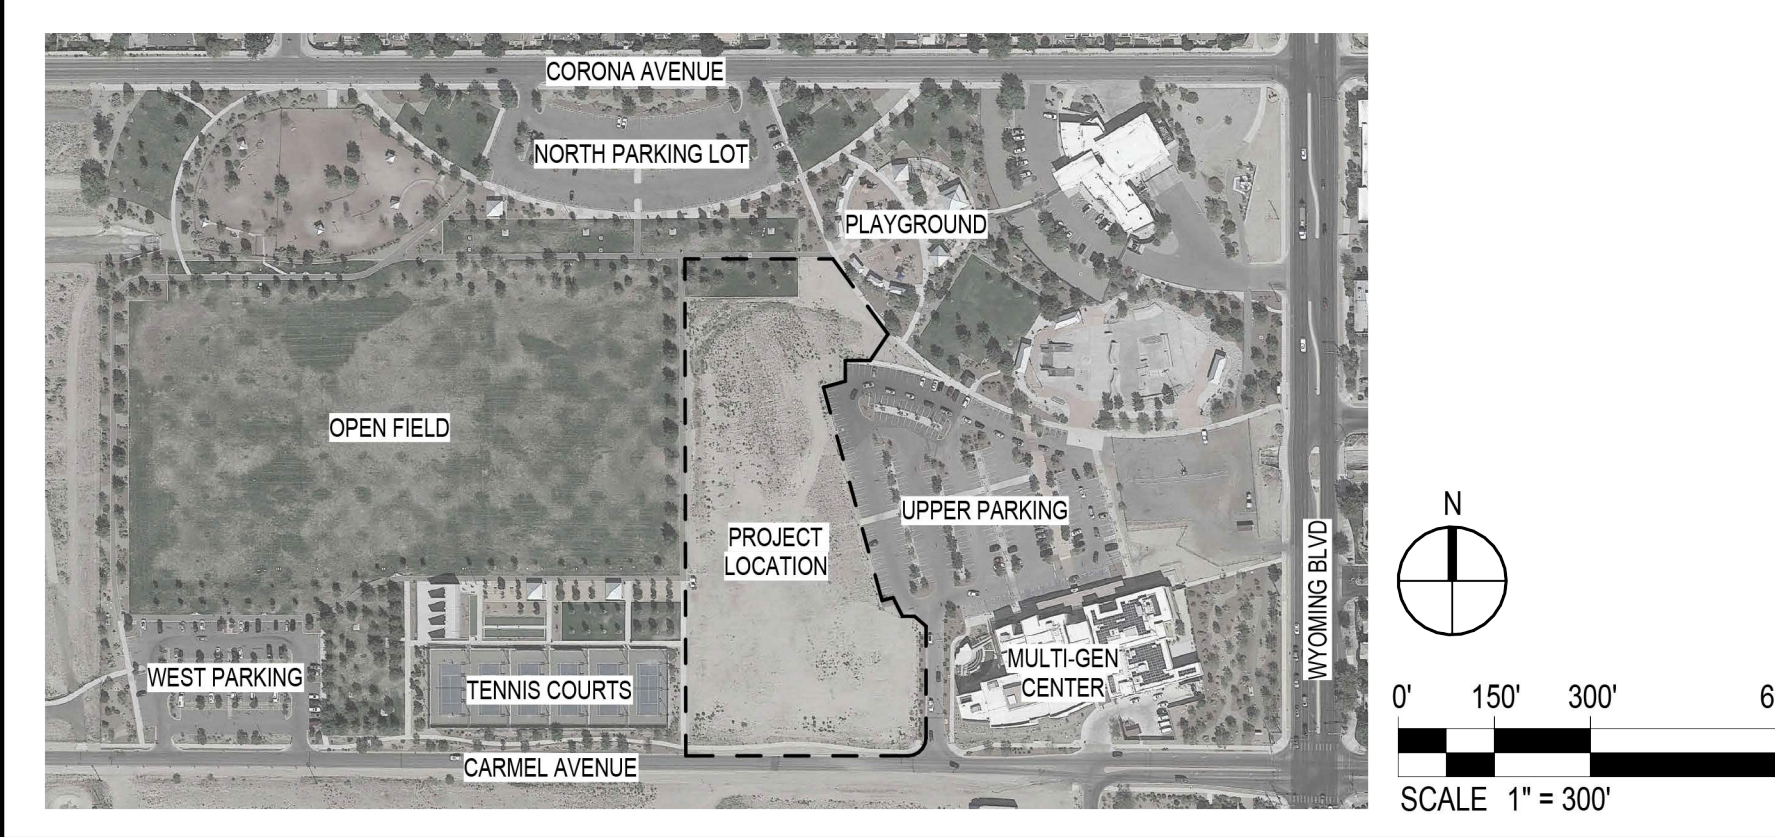 CORONA AVENUE
NORTH PARKING LOT
PLAYGROUND
OPEN FIELD
UPPER PARKING
PROJECT
LOCATION
WYOMING BLVD
WEST PARKING
TENNIS COURTS
MULTI-GEN
CENTER
CARMEL AVENUE
N
0' 150' 300' 6
SCALE 1" = 300'